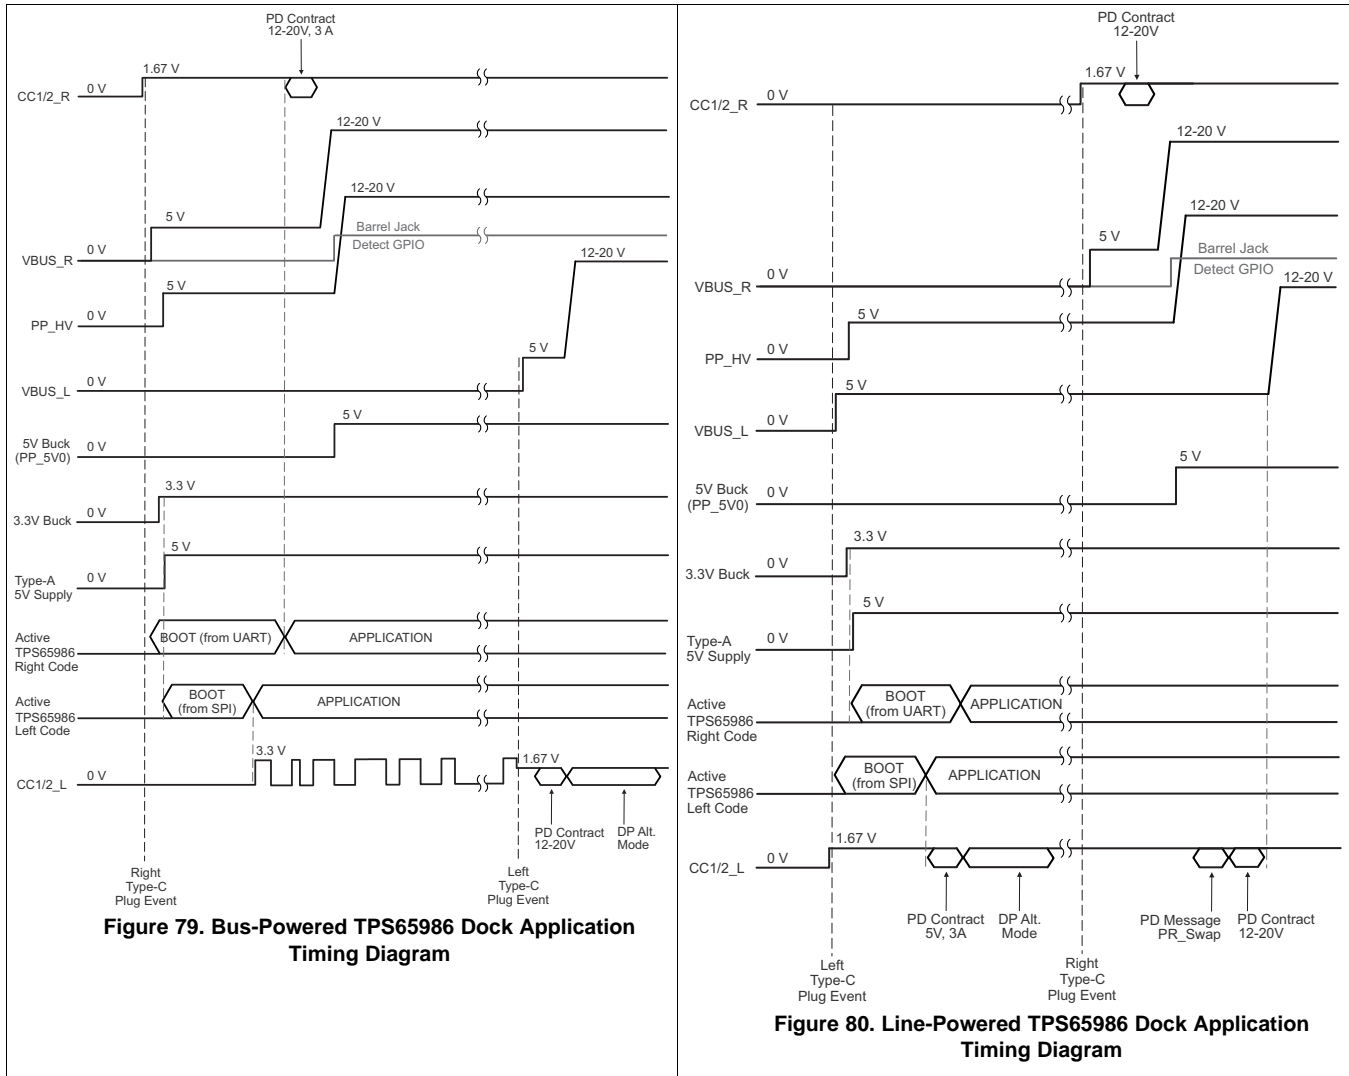 PD Contract
12-20V, 3 A
1.67 V
0 V
CC1/2_R
12-20 V
12-20 V
5 V
Barrel Jack
Detect GPIO
0 V
VBUS_R
12-20 V
5 V
0 V
PP_HV
5 V
0 V
VBUS_L
5 V
5V Buck
(PP_5V0)
0 V
3.3 V
0 V
3.3V Buck
5 V
Type-A
5V Supply
0 V
Active
TPS65986
Right Code
BOOT (from UART)
APPLICATION
Active
TPS65986
Left Code
BOOT
(from SPI)
APPLICATION
3.3 V
1.67 V
0 V
CC1/2_L
PD Contract
12-20V
DP Alt.
Mode
Right
Type-C
Plug Event
Left
Type-C
Plug Event
Figure 79. Bus-Powered TPS65986 Dock Application
Timing Diagram
PD Contract
12-20V
1.67 V
0 V
CC1/2_R
12-20 V
12-20 V
5 V
Barrel Jack
Detect GPIO
0 V
VBUS_R
12-20 V
5 V
0 V
PP_HV
5 V
0 V
VBUS_L
5 V
5V Buck
(PP_5V0)
0 V
3.3 V
0 V
3.3V Buck
5 V
Type-A
5V Supply
0 V
Active
TPS65986
Right Code
BOOT
(from UART)
APPLICATION
Active
TPS65986
Left Code
BOOT
(from SPI)
APPLICATION
1.67 V
0 V
CC1/2_L
PD Contract
5V, 3A
DP Alt.
Mode
PD Message
PR_Swap
PD Contract
12-20V
Left
Type-C
Plug Event
Right
Type-C
Plug Event
Figure 80. Line-Powered TPS65986 Dock Application
Timing Diagram